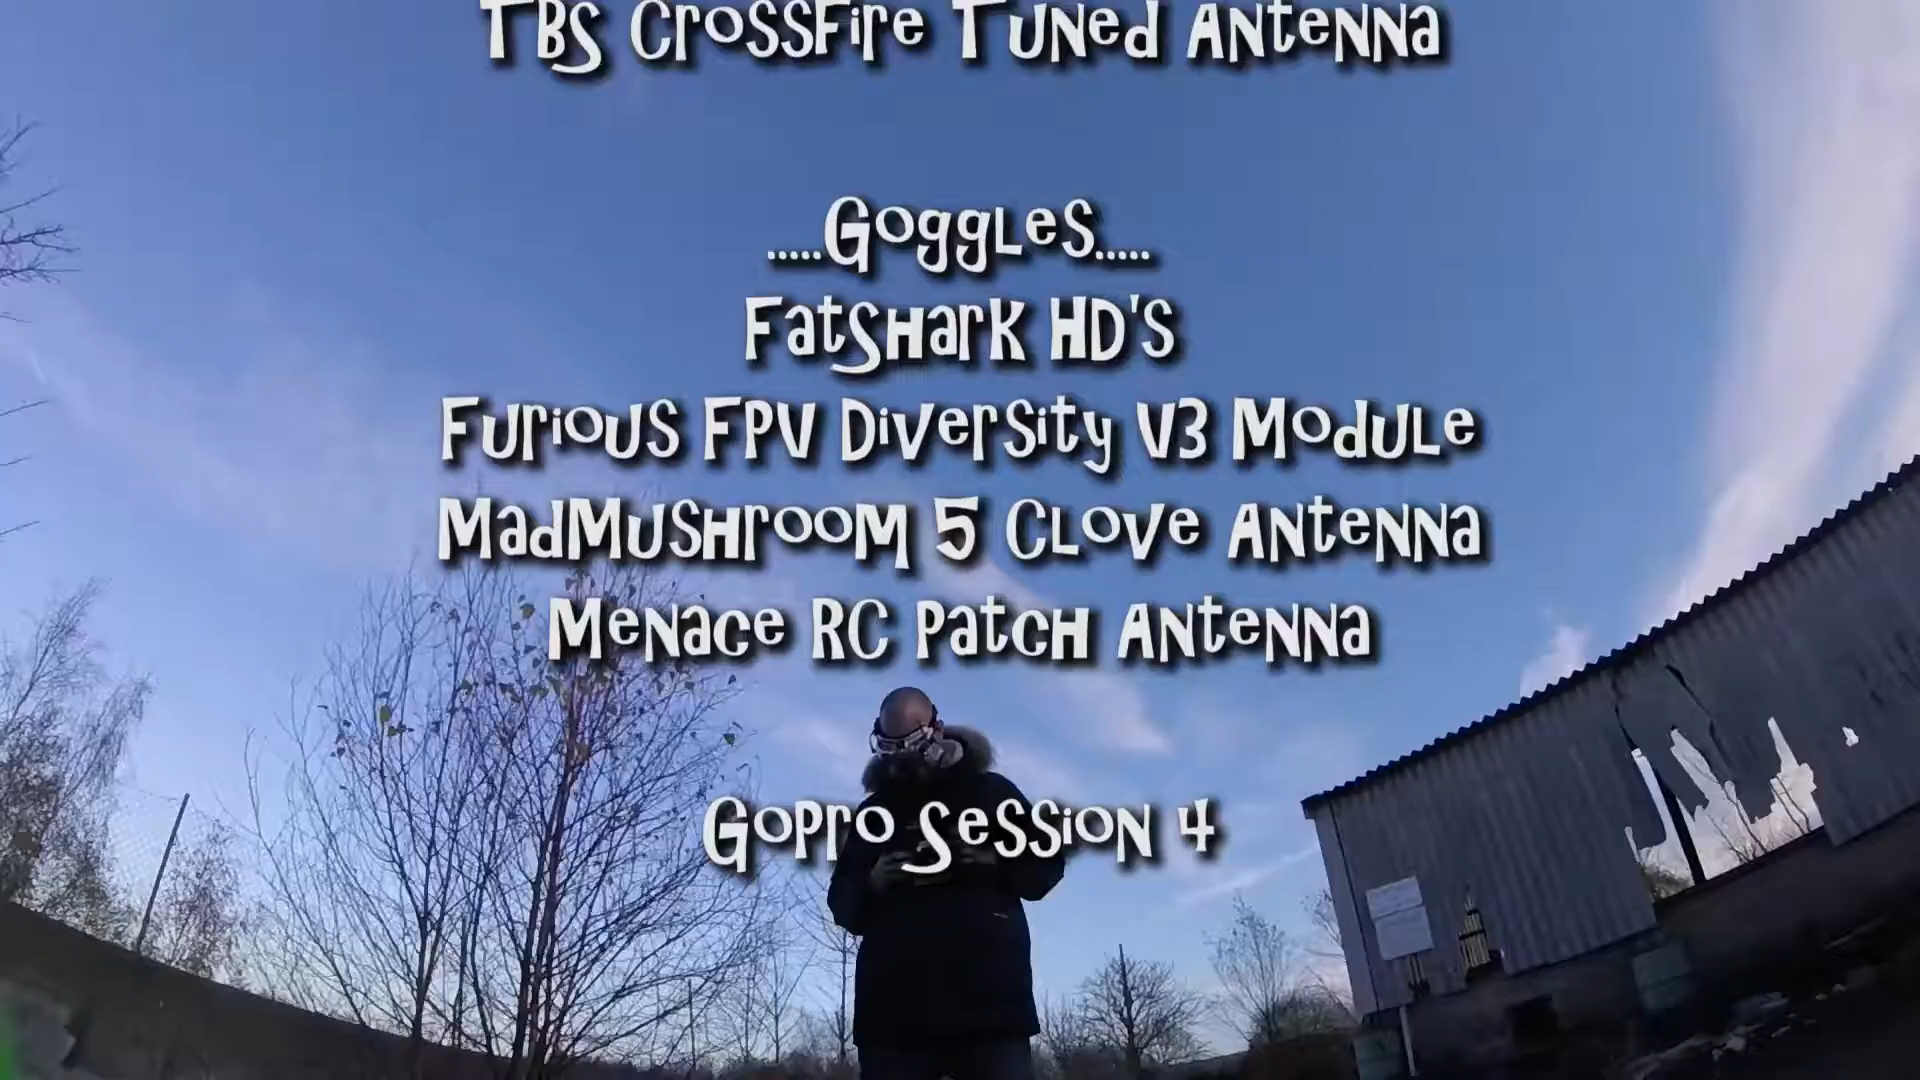 TBS CrossFire Tuned Antenna
.....Goggles.....
FatShark HD's
Furious FPV Diversity V3 Module
MadMushroom 5 Clove Antenna
Menace RC Patch Antenna
GoPro Session 4